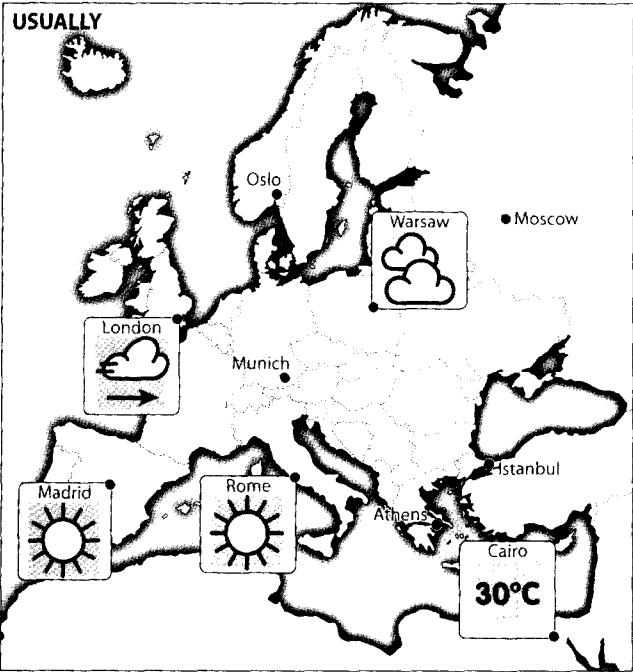 USUALLY
Oslo
Warsaw
Moscow
London
Munich
Istanbul
Madrid
Rome
Athens
Cairo
30°C